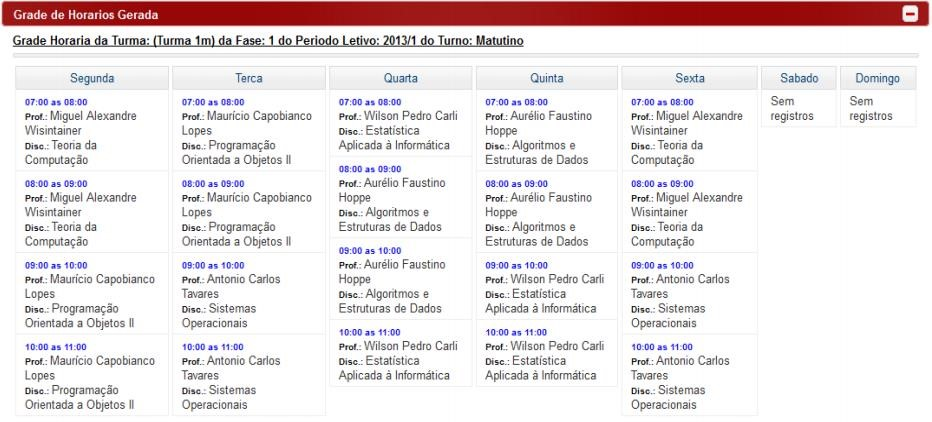 Grade de Horarios Gerada
Grade Horaria da Turma: (Turma 1m) da Fase: 1 do Periodo Letivo: 2013/1 do Turno: Matutino
Segunda
07:00 as 08:00
Prof.: Miguel Alexandre
Wisintainer
Disc.: Teoria da
Computação
08:00 as 09:00
Prof.: Miguel Alexandre
Wisintainer
Disc.: Teoria da
Computação
09:00 as 10:00
Prof.: Maurício Capobianco
Lopes
Disc.: Programação
Orientada a Objetos II
10:00 as 11:00
Prof.: Maurício Capobianco
Lopes
Disc.: Programação
Orientada a Objetos II
Terca
07:00 as 08:00
Prof.: Maurício Capobianco
Lopes
Disc.: Programação
Orientada a Objetos II
08:00 as 09:00
Prof.: Maurício Capobianco
Lopes
Disc.: Programação
Orientada a Objetos II
09:00 as 10:00
Prof.: Antonio Carlos
Tavares
Disc.: Sistemas
Operacionais
10:00 as 11:00
Prof.: Antonio Carlos
Tavares
Disc.: Sistemas
Operacionais
Quarta
07:00 as 08:00
Prof.: Wilson Pedro Carli
Disc.: Estatística
Aplicada à Informática
08:00 as 09:00
Prof.: Aurélio Faustino
Hoppe
Disc.: Algoritmos e
Estruturas de Dados
09:00 as 10:00
Prof.: Aurélio Faustino
Hoppe
Disc.: Algoritmos e
Estruturas de Dados
10:00 as 11:00
Prof.: Wilson Pedro Carli
Disc.: Estatística
Aplicada à Informática
Quinta
07:00 as 08:00
Prof.: Aurélio Faustino
Hoppe
Disc.: Algoritmos e
Estruturas de Dados
08:00 as 09:00
Prof.: Aurélio Faustino
Hoppe
Disc.: Algoritmos e
Estruturas de Dados
09:00 as 10:00
Prof.: Wilson Pedro Carli
Disc.: Estatística
Aplicada à Informática
10:00 as 11:00
Prof.: Wilson Pedro Carli
Disc.: Estatística
Aplicada à Informática
Sexta
07:00 as 08:00
Prof.: Miguel Alexandre
Wisintainer
Disc.: Teoria da
Computação
08:00 as 09:00
Prof.: Miguel Alexandre
Wisintainer
Disc.: Teoria da
Computação
09:00 as 10:00
Prof.: Antonio Carlos
Tavares
Disc.: Sistemas
Operacionais
10:00 as 11:00
Prof.: Antonio Carlos
Tavares
Disc.: Sistemas
Operacionais
Sabado
Sem
registros
Domingo
Sem
registros